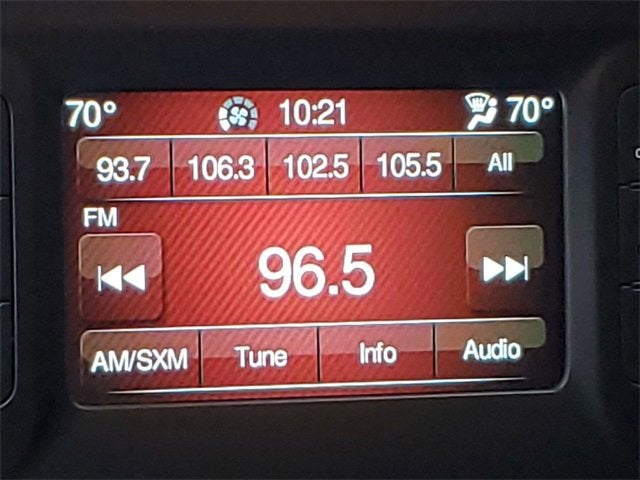 70° 10:21 70°
93.7 106.3 102.5 105.5 All
FM
96.5
AM/SXM Tune Info Audio